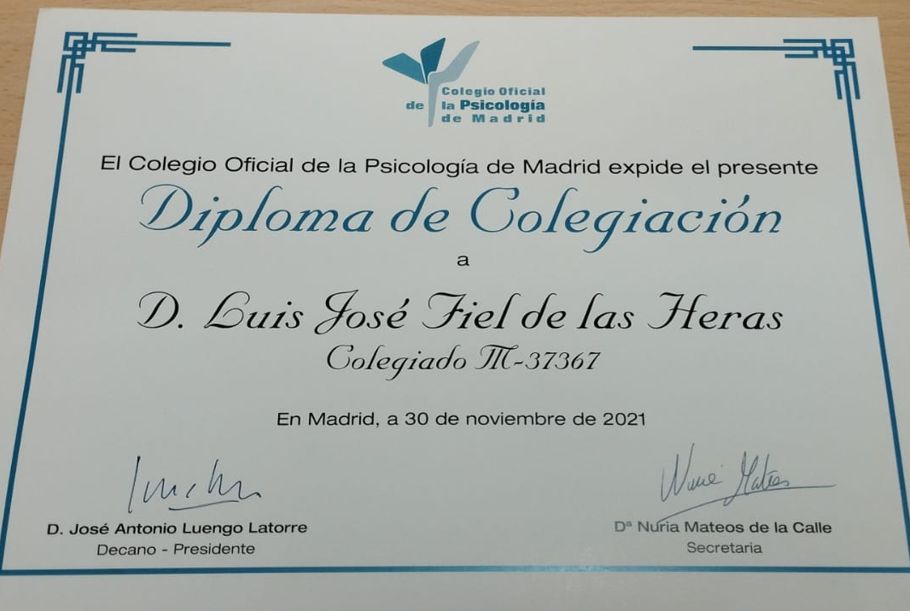 Colegio Oficial
de la Psicología
de Madrid
El Colegio Oficial de la Psicología de Madrid expide el presente
Diploma de Colegiación
a
D. Luis José Fiel de las Heras
Colegiado M-37367
En Madrid, a 30 de noviembre de 2021
Nuria Mateos
D. José Antonio Luengo Latorre
Decano - Presidente
Dª Nuria Mateos de la Calle
Secretaria